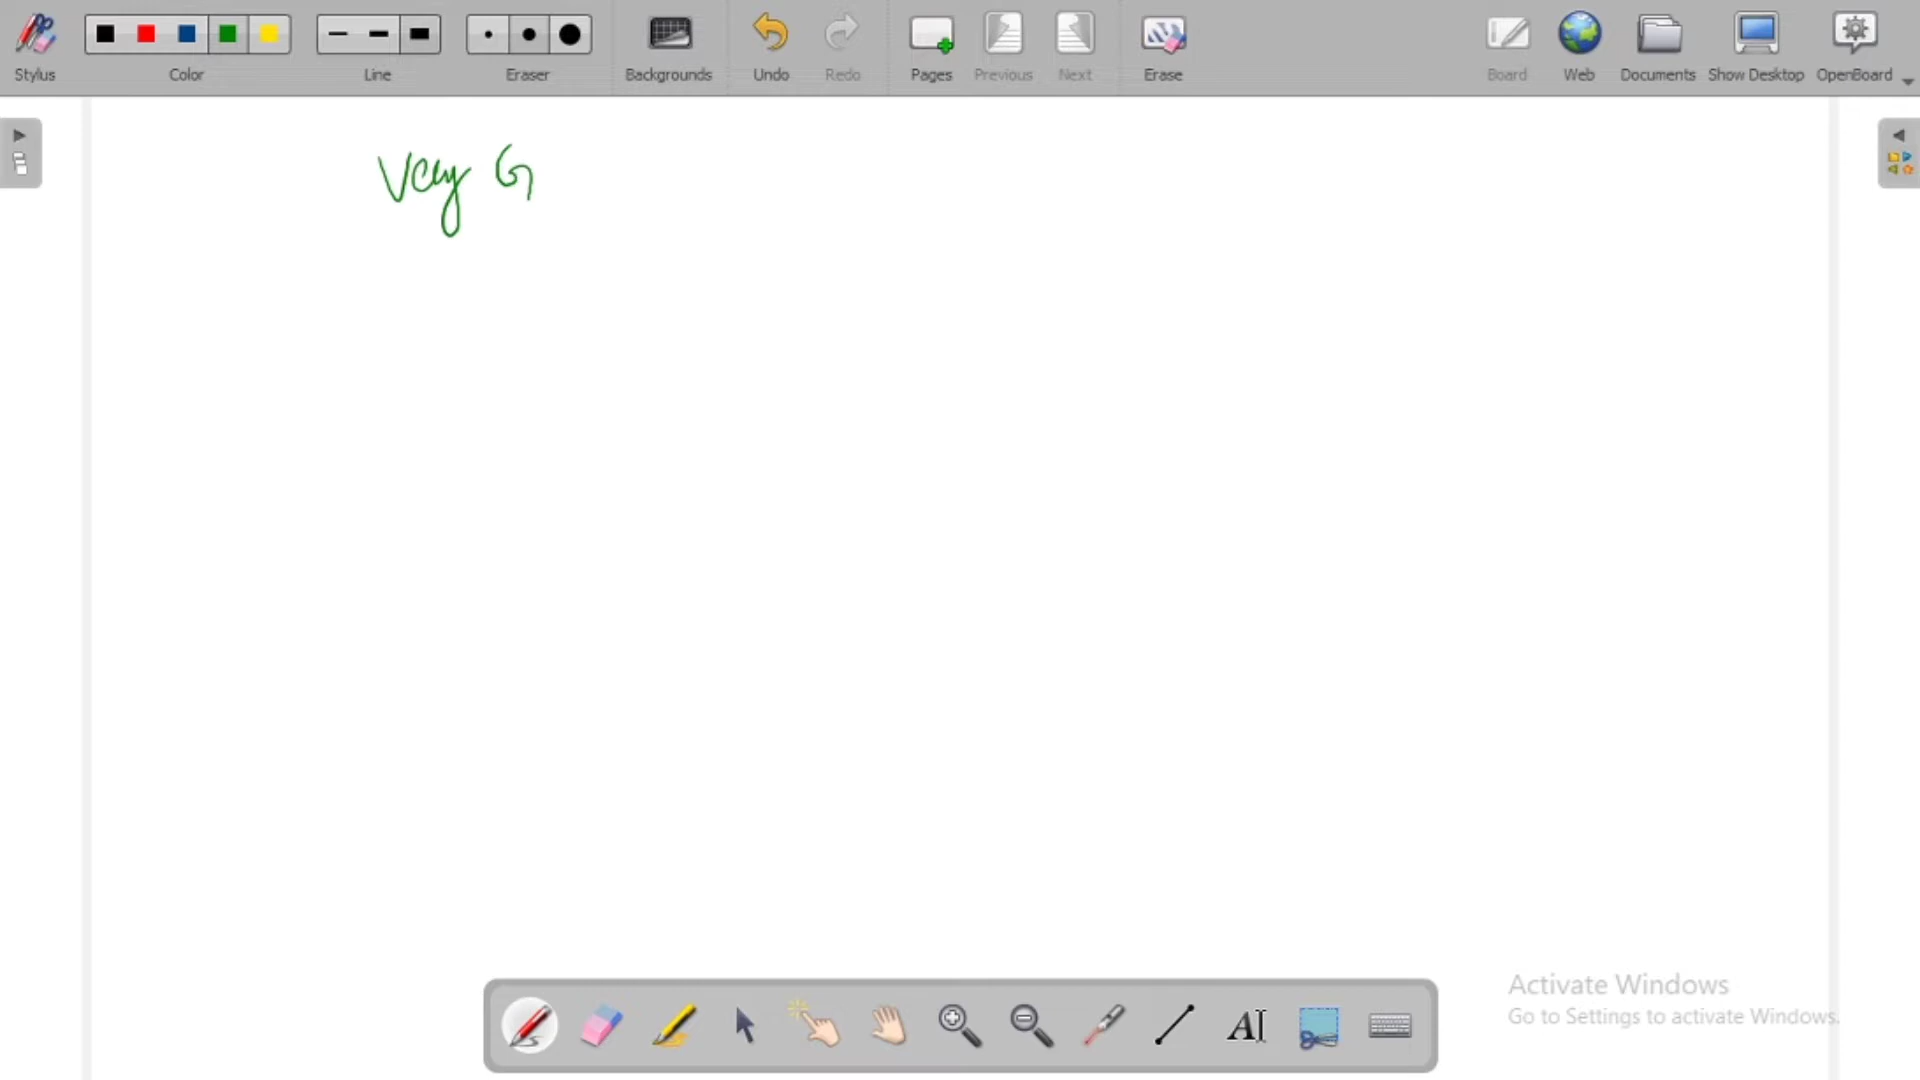 Stylus Color Line Eraser Backgrounds Undo Redo Pages Previous Next Erase Board Web Documents Show Desktop OpenBoard
Very G
Activate Windows
Go to Settings to activate Windows.